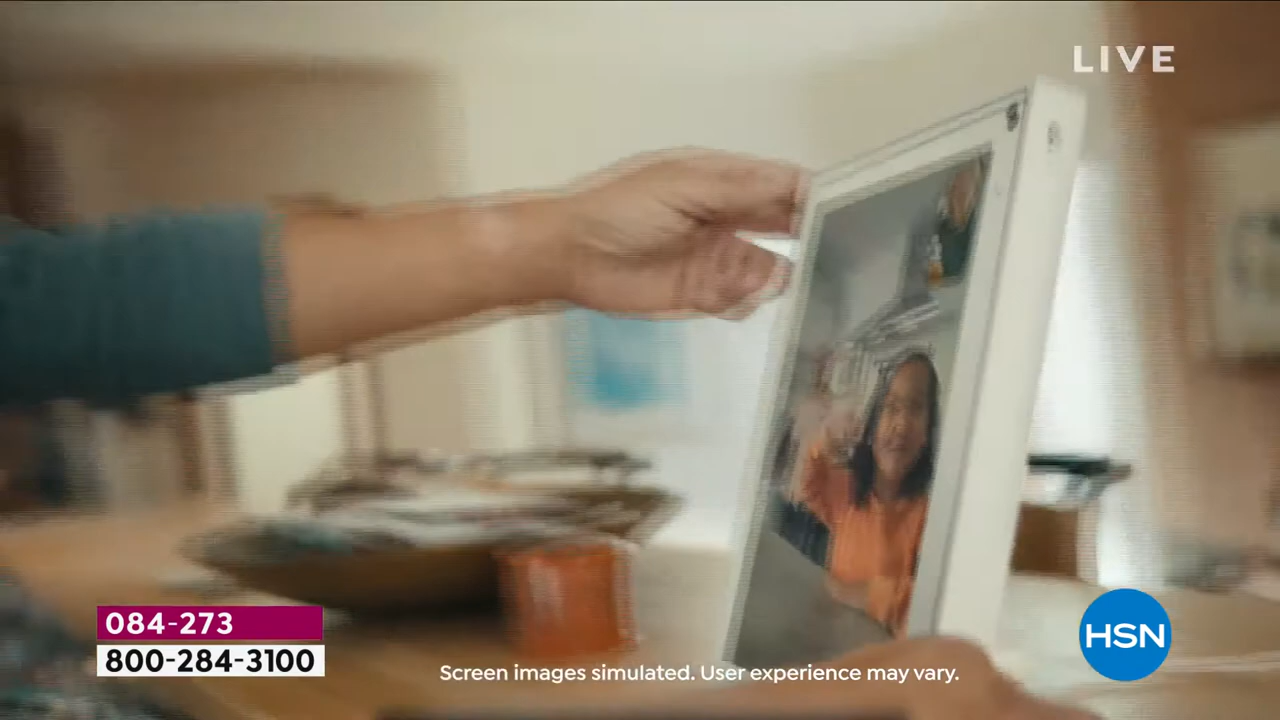 LIVE
084-273
800-284-3100
Screen images simulated. User experience may vary.
HSN